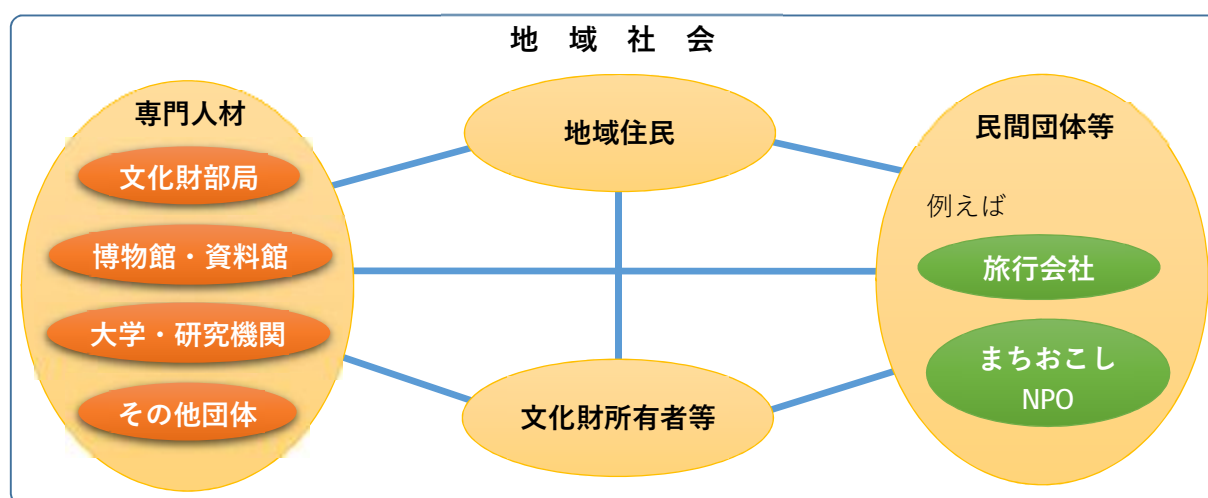 地域社会
専門人材
文化財部局
博物館・資料館
大学・研究機関
その他団体
地域住民
文化財所有者等
民間団体等
例えば
旅行会社
まちおこし
NPO